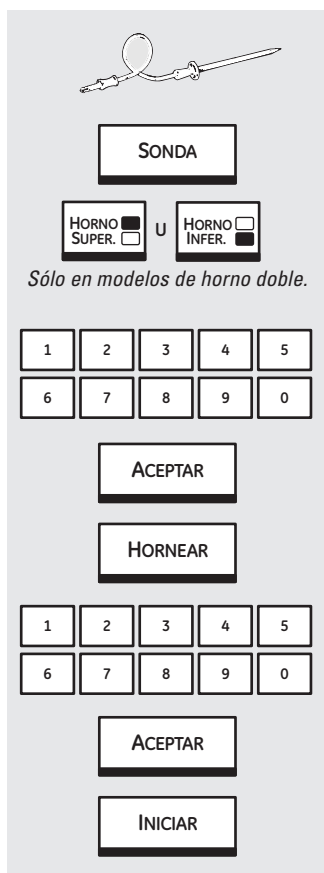 SONDA
HORNO SUPER. U HORNO INFER.
Sólo en modelos de horno doble.
1 2 3 4 5
6 7 8 9 0
ACEPTAR
HORNEAR
1 2 3 4 5
6 7 8 9 0
ACEPTAR
INICIAR